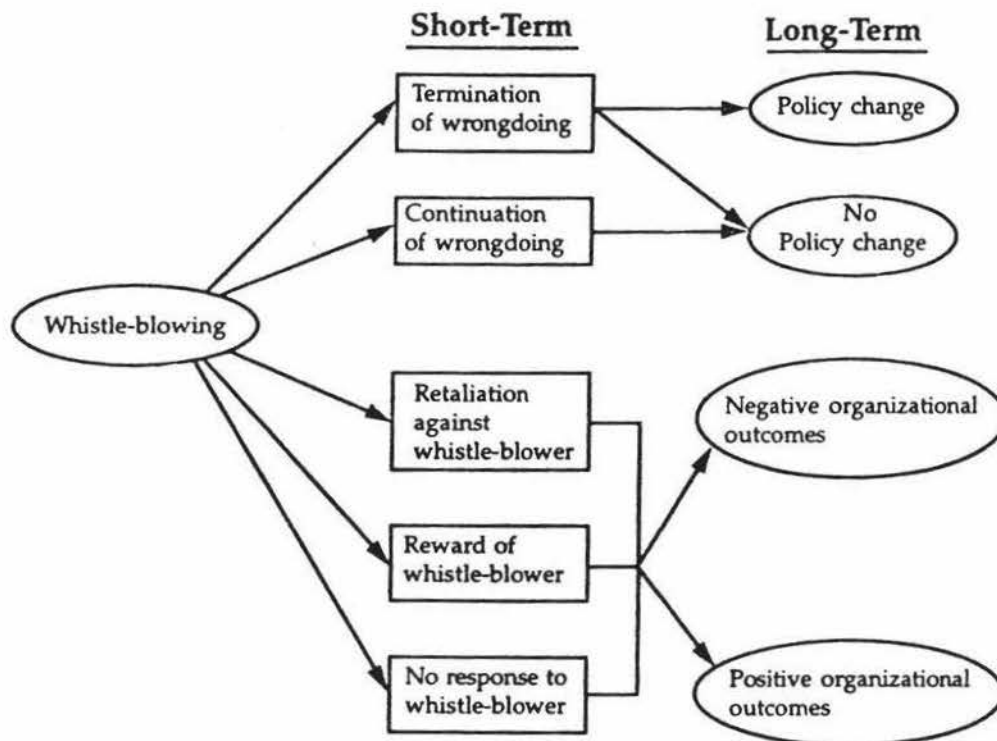 Short-Term
Long-Term
Termination
of wrongdoing
Policy change
Continuation
of wrongdoing
No
Policy change
Whistle-blowing
Retaliation
against
whistle-blower
Negative organizational
outcomes
Reward of
whistle-blower
No response to
whistle-blower
Positive organizational
outcomes